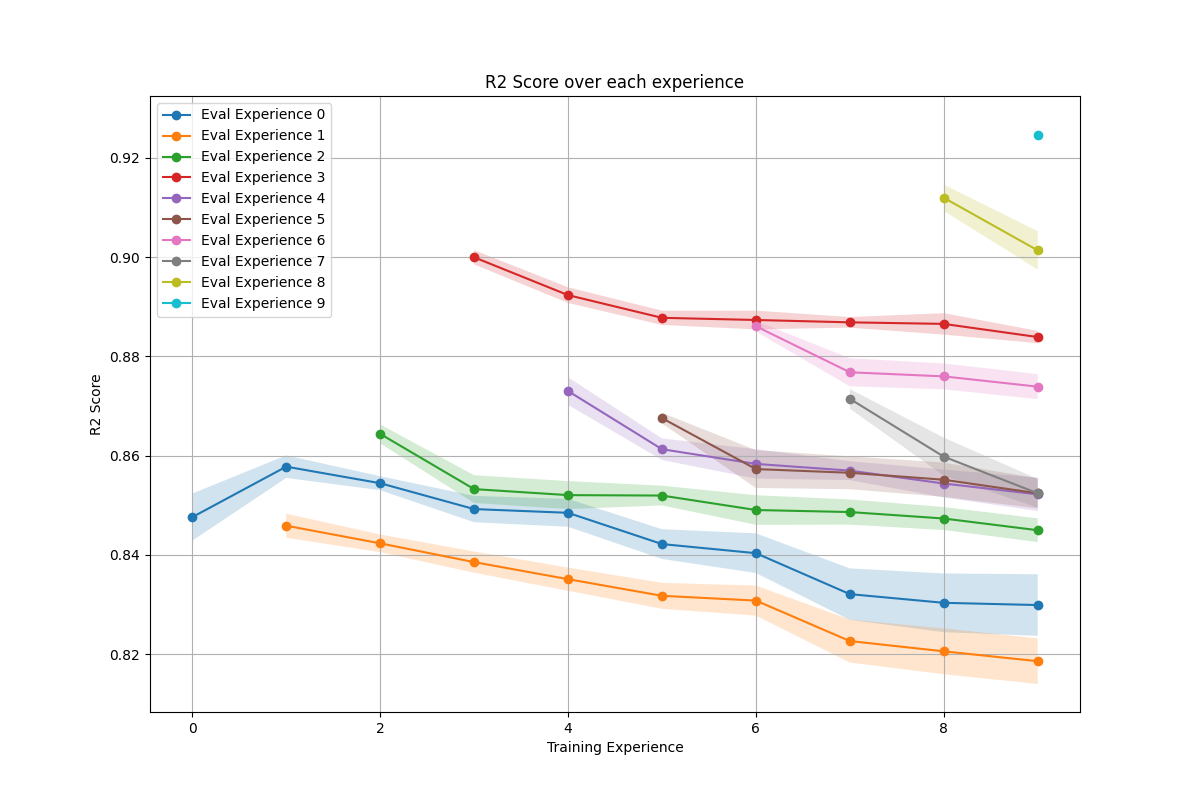 R2 Score over each experience
Eval Experience 0
Eval Experience 1
Eval Experience 2
Eval Experience 3
Eval Experience 4
Eval Experience 5
Eval Experience 6
Eval Experience 7
Eval Experience 8
Eval Experience 9
R2 Score
0.92
0.90
0.88
0.86
0.84
0.82
0 2 4 6 8
Training Experience